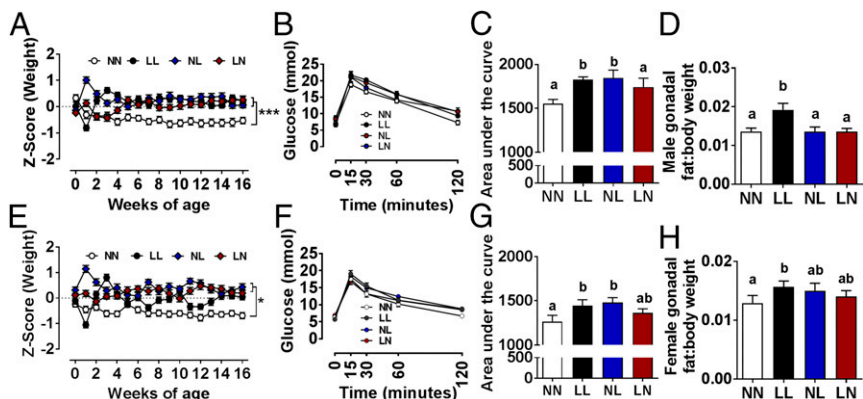 A
NN LL NL LN
Z-Score (Weight)
2
1
0
-1
-2
***
0 2 4 6 8 10 12 14 16
Weeks of age
B
Glucose (mmol)
25
20
15
10
5
0
NN
LL
NL
LN
0 15 30 60 120
Time (minutes)
C
Area under the curve
2000
1500
1000
500
0
a b b a
NN LL NL LN
D
Male gonadal
fat:body weight
0.03
0.02
0.01
0.00
a b a a
NN LL NL LN
E
NN LL NL LN
Z-Score (Weight)
2
1
0
-1
-2
*
0 2 4 6 8 10 12 14 16
Weeks of age
F
Glucose (mmol)
25
20
15
10
5
0
NN
LL
NL
LN
0 15 30 60 120
Time (minutes)
G
Area under the curve
2000
1500
1000
500
0
a b b ab
NN LL NL LN
H
Female gonadal
fat:body weight
0.02
0.01
0.00
a b ab ab
NN LL NL LN